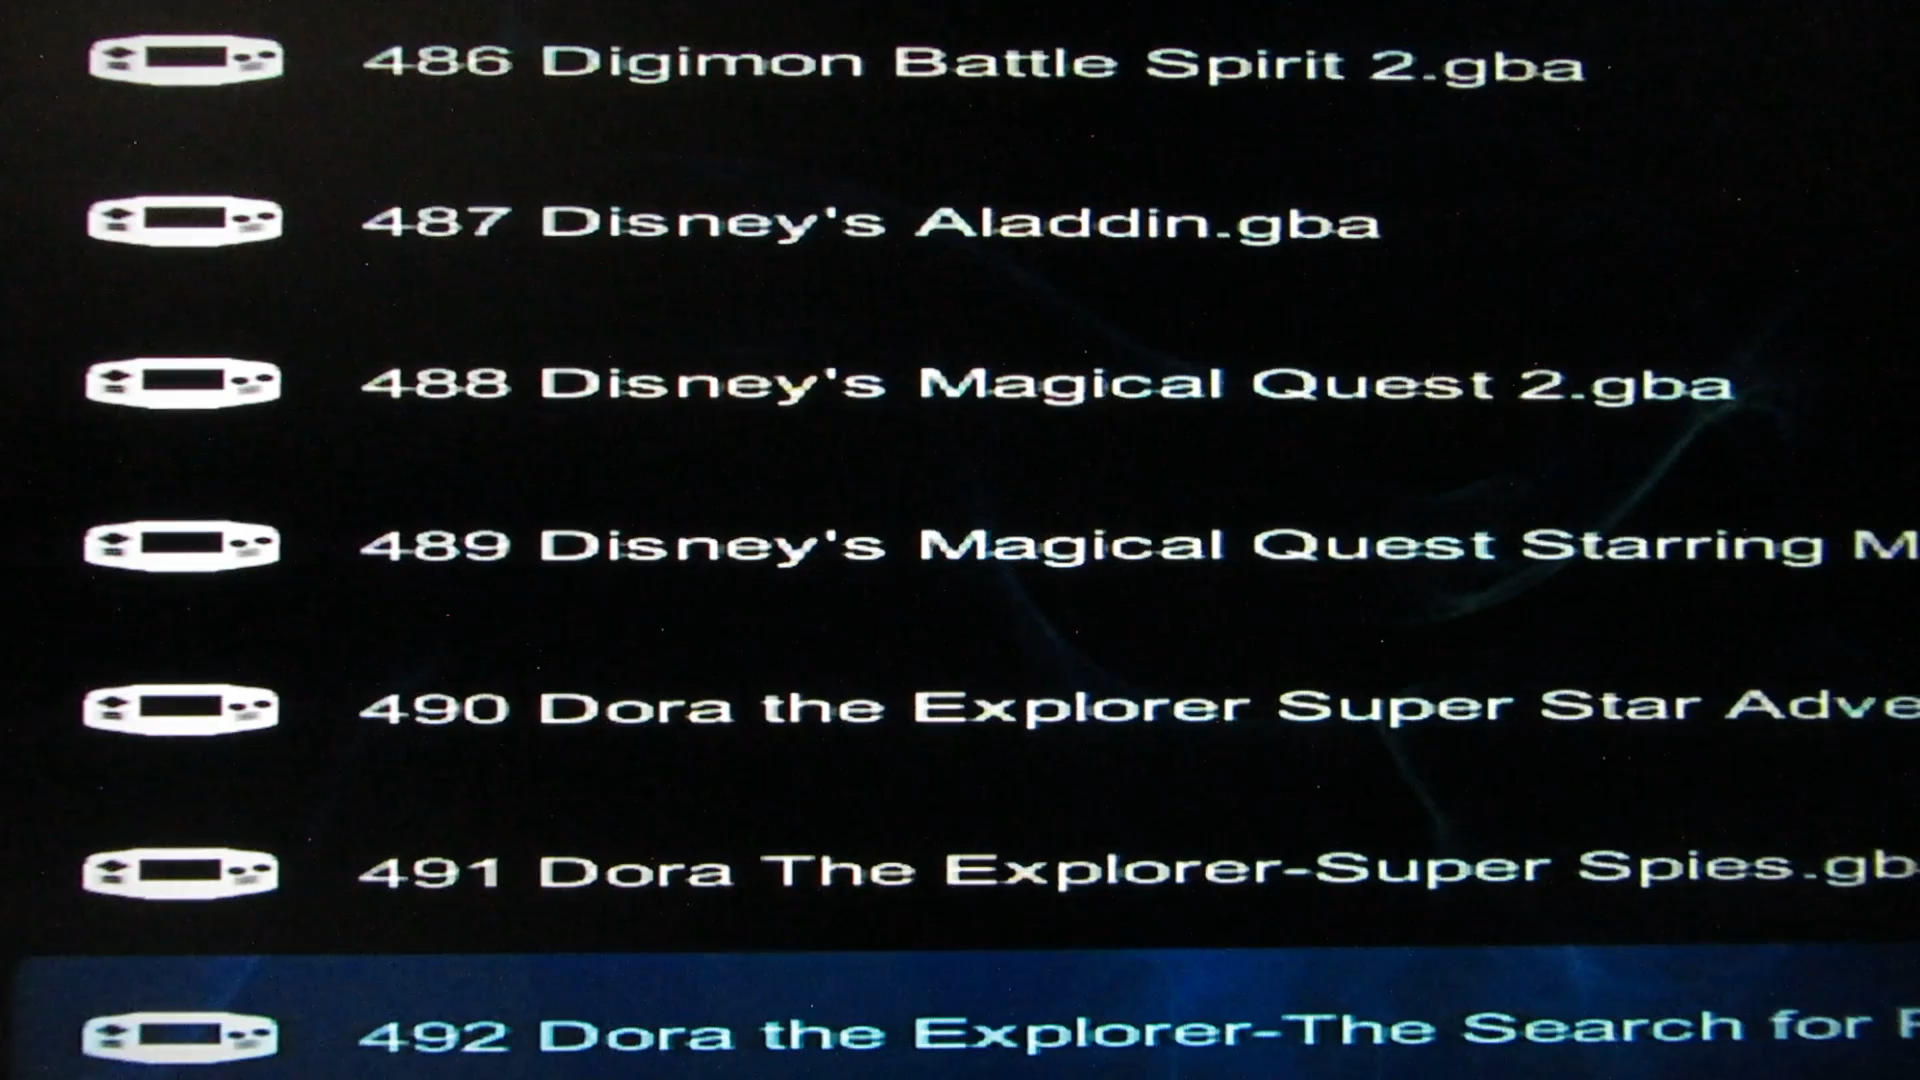 486 Digimon Battle Spirit 2.gba
487 Disney's Aladdin.gba
488 Disney's Magical Quest 2.gba
489 Disney's Magical Quest Starring M
490 Dora the Explorer Super Star Adve
491 Dora The Explorer-Super Spies.gb
492 Dora the Explorer-The Search for